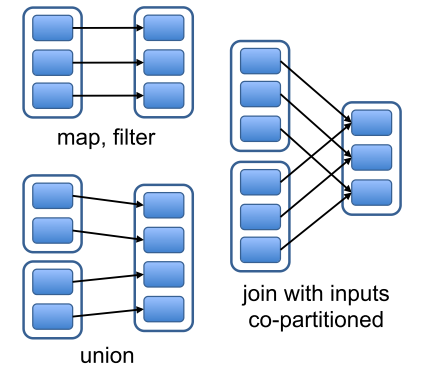 map, filter
union
join with inputs
co-partitioned